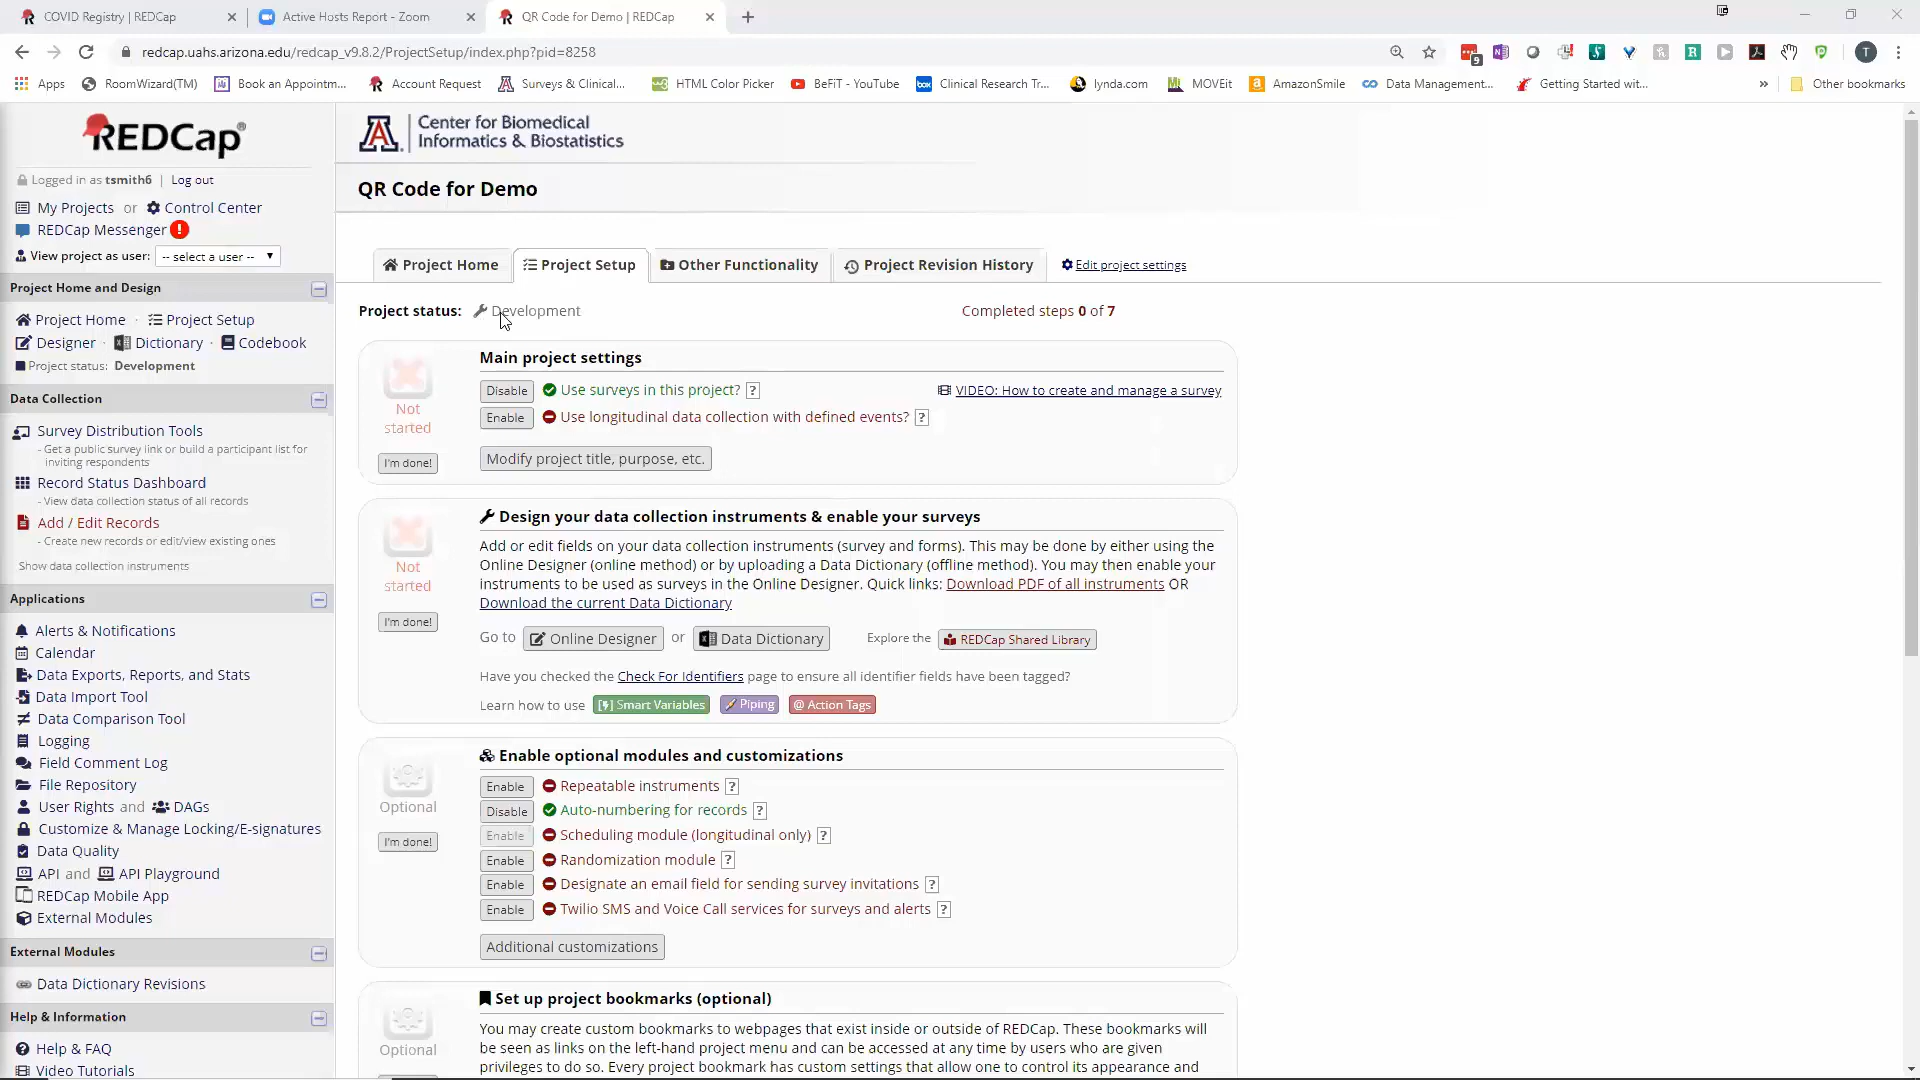 COVID Registry | REDCap
Active Hosts Report - Zoom
QR Code for Demo | REDCap
redcap.uahs.arizona.edu/redcap_v9.8.2/ProjectSetup/index.php?pid=8258
9
T
Apps
RoomWizard(TM)
Book an Appointm...
Account Request
Surveys & Clinical...
HTML Color Picker
BeFiT - YouTube
box
Clinical Research Tr...
lynda.com
MOVEit
AmazonSmile
Data Management...
Getting Started wit...
»
Other bookmarks
REDCap
Logged in as tsmith6 | Log out
My Projects or Control Center
REDCap Messenger !
View project as user: -- select a user --
Project Home and Design
Project Home · Project Setup
Designer · Dictionary · Codebook
Project status: Development
Data Collection
Survey Distribution Tools
- Get a public survey link or build a participant list for
inviting respondents
Record Status Dashboard
- View data collection status of all records
Add / Edit Records
- Create new records or edit/view existing ones
Show data collection instruments
Applications
Alerts & Notifications
Calendar
Data Exports, Reports, and Stats
Data Import Tool
Data Comparison Tool
Logging
Field Comment Log
File Repository
User Rights and DAGs
Customize & Manage Locking/E-signatures
Data Quality
API and API Playground
REDCap Mobile App
External Modules
External Modules
Data Dictionary Revisions
Help & Information
Help & FAQ
Video Tutorials
A
Center for Biomedical
Informatics & Biostatistics
QR Code for Demo
Project Home
Project Setup
Other Functionality
Project Revision History
Edit project settings
Project status: Development
Completed steps 0 of 7
Not
started
I'm done!
Main project settings
Disable Use surveys in this project? ?
VIDEO: How to create and manage a survey
Enable Use longitudinal data collection with defined events? ?
Modify project title, purpose, etc.
Not
started
I'm done!
Design your data collection instruments & enable your surveys
Add or edit fields on your data collection instruments (survey and forms). This may be done by either using the
Online Designer (online method) or by uploading a Data Dictionary (offline method). You may then enable your
instruments to be used as surveys in the Online Designer. Quick links: Download PDF of all instruments OR
Download the current Data Dictionary
Go to Online Designer or Data Dictionary Explore the REDCap Shared Library
Have you checked the Check For Identifiers page to ensure all identifier fields have been tagged?
Learn how to use Smart Variables Piping @ Action Tags
Optional
I'm done!
Enable optional modules and customizations
Enable Repeatable instruments ?
Disable Auto-numbering for records ?
Enable Scheduling module (longitudinal only) ?
Enable Randomization module ?
Enable Designate an email field for sending survey invitations ?
Enable Twilio SMS and Voice Call services for surveys and alerts ?
Additional customizations
Optional
Set up project bookmarks (optional)
You may create custom bookmarks to webpages that exist inside or outside of REDCap. These bookmarks will
be seen as links on the left-hand project menu and can be accessed at any time by users who are given
privileges to do so. Every project bookmark has custom settings that allow one to control its appearance and